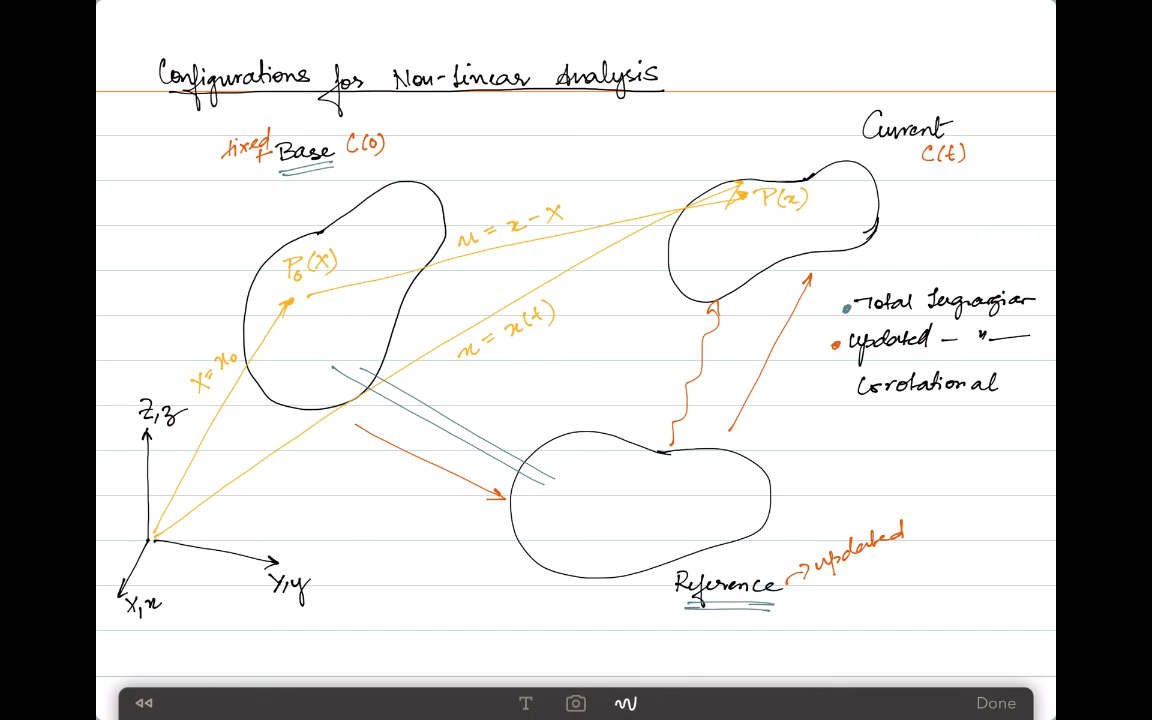 Configurations for Non-Linear Analysis
fixed Base C(0)
Current
C(t)
P(x)
u = x - X
P₀(X)
x = x(t)
X = x₀
Total Lagrangian
Updated - " -
Corotational
Z,z
Y,y
X,x
Reference → updated
T
Done